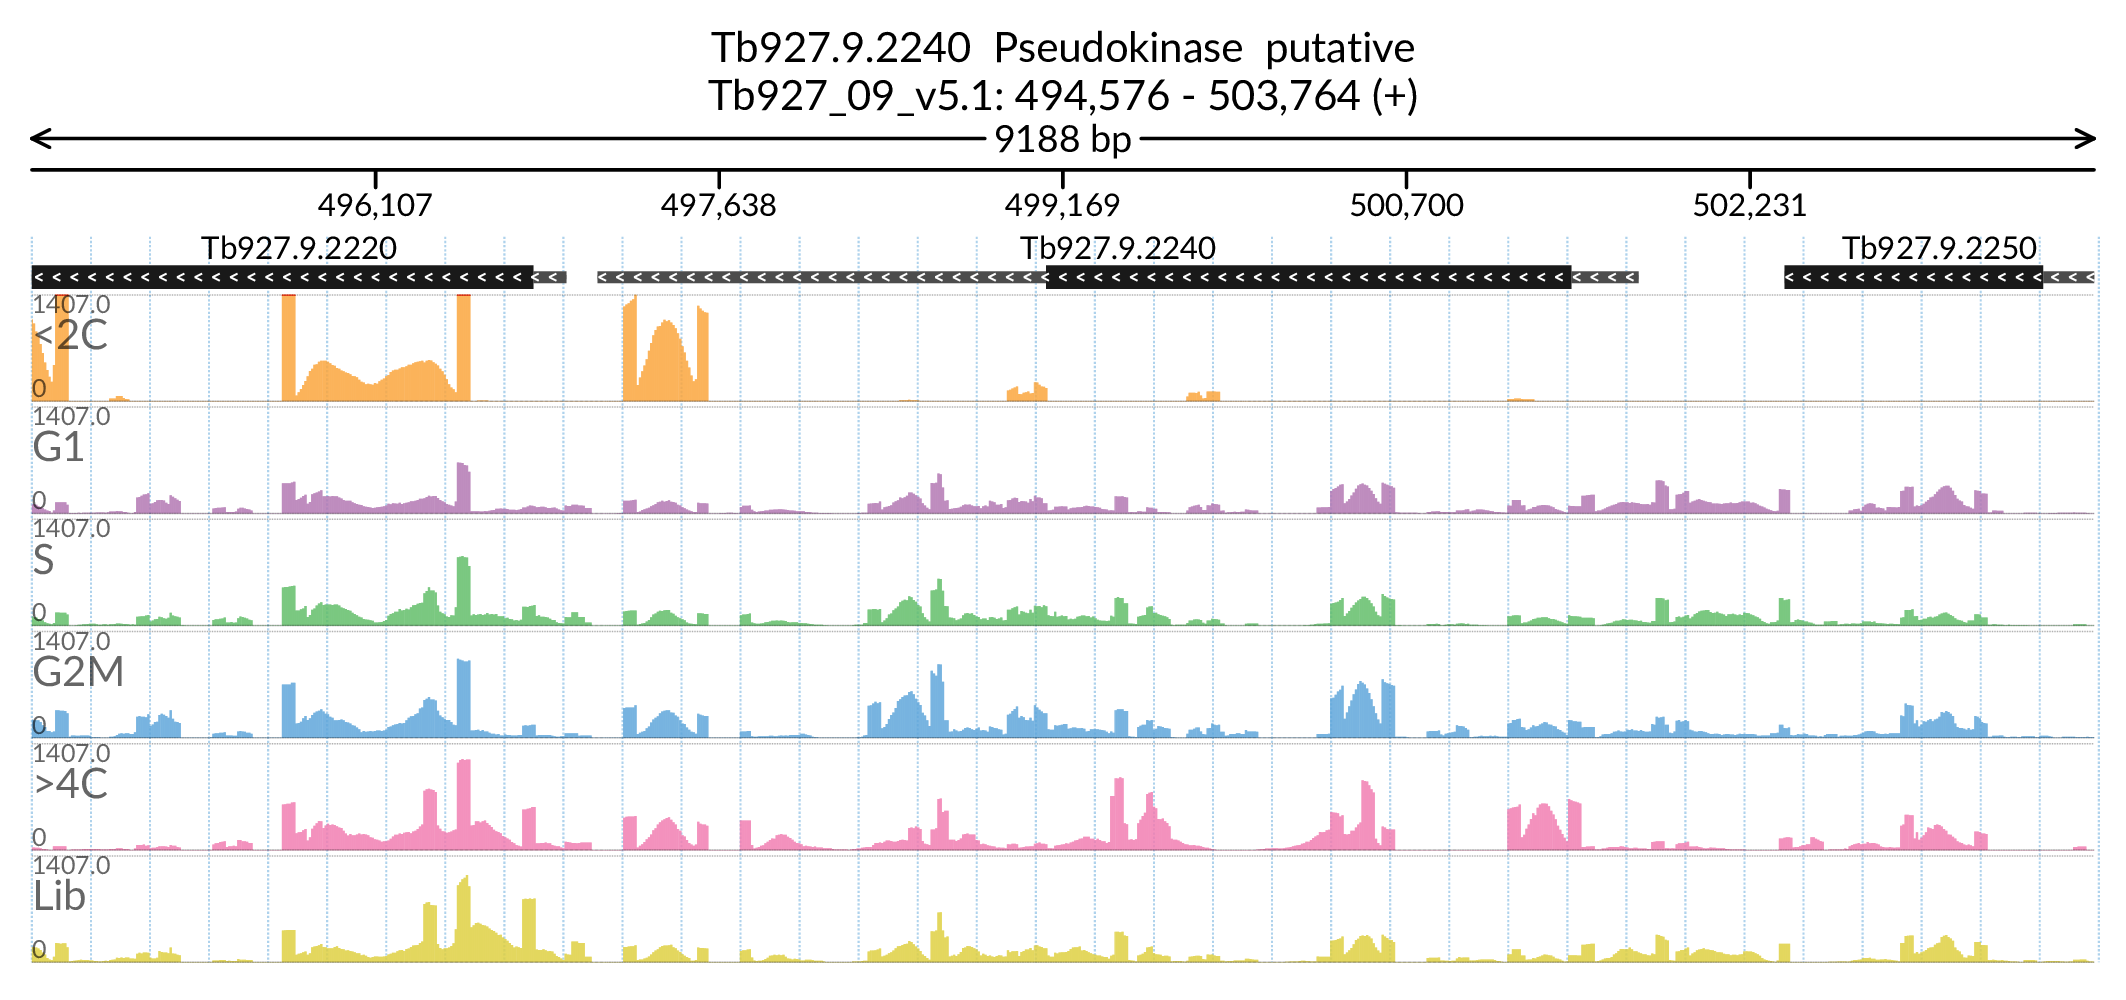 Tb927.9.2240 Pseudokinase putative
Tb927_09_v5.1: 494,576 - 503,764 (+)
9188 bp
496,107 497,638 499,169 500,700 502,231
Tb927.9.2220 Tb927.9.2240 Tb927.9.2250
1407.0
<2C
0
1407.0
G1
0
1407.0
S
0
1407.0
G2M
0
1407.0
>4C
0
1407.0
Lib
0